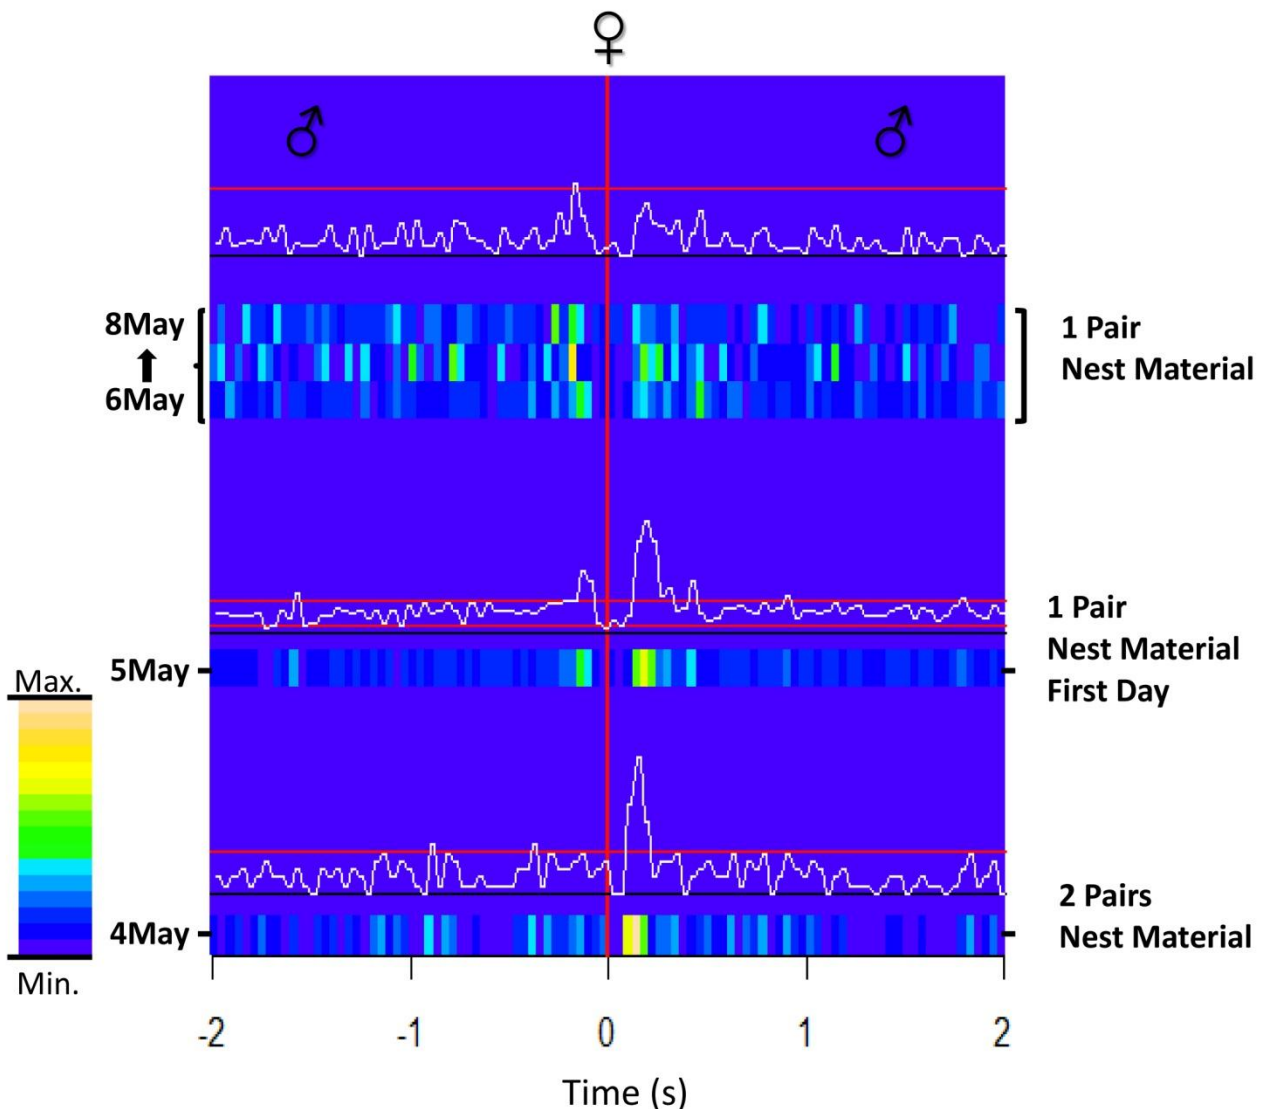 ♀
♂ ♂
8May
6May
1 Pair
Nest Material
5May
1 Pair
Nest Material
First Day
Max.
Min.
4May
2 Pairs
Nest Material
-2 -1 0 1 2
Time (s)